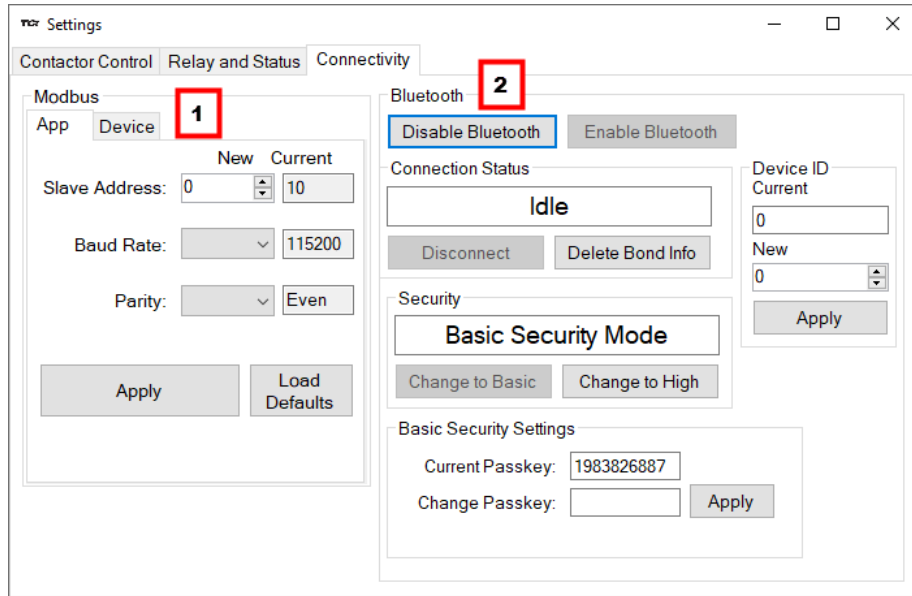 TCI Settings
Contactor Control Relay and Status Connectivity
Modbus
1
App Device
New Current
Slave Address: 0 10
Baud Rate: 115200
Parity: Even
Apply Load Defaults
Bluetooth
2
Disable Bluetooth Enable Bluetooth
Connection Status
Idle
Disconnect Delete Bond Info
Device ID
Current
0
New
0
Apply
Security
Basic Security Mode
Change to Basic Change to High
Basic Security Settings
Current Passkey: 1983826887
Change Passkey: Apply